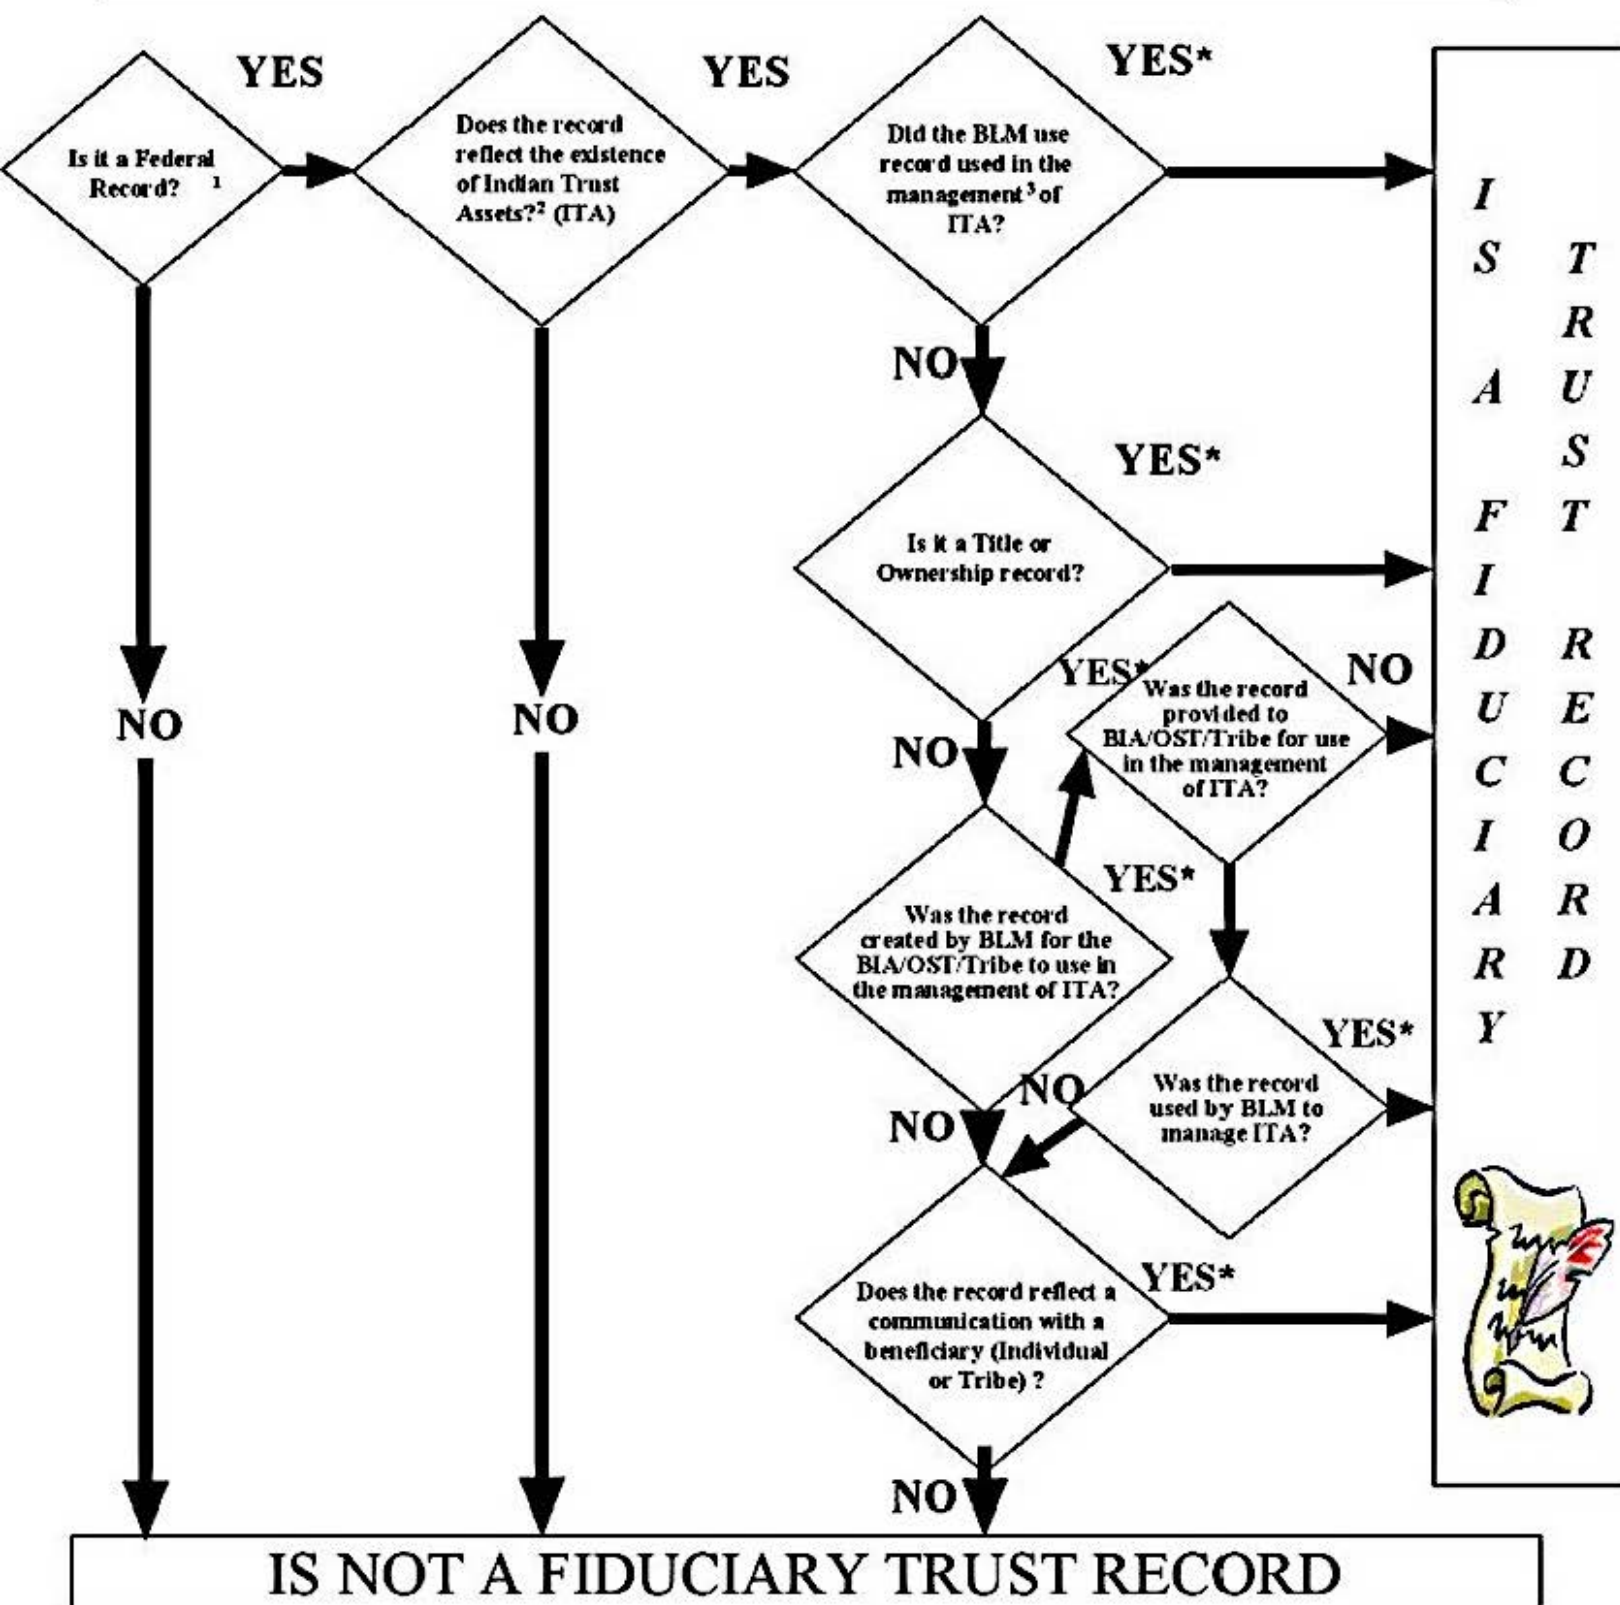 YES
YES
YES*
Is it a Federal
Record? 1
Does the record
reflect the existence
of Indian Trust
Assets?2 (ITA)
Did the BLM use
record used in the
management3 of
ITA?
NO
YES*
Is it a Title or
Ownership record?
NO
NO
NO
YES*
Was the record
provided to
BIA/OST/Tribe for use
in the management
of ITA?
NO
YES*
Was the record
created by BLM for the
BIA/OST/Tribe to use in
the management of ITA?
NO
NO
Was the record
used by BLM to
manage ITA?
YES*
Does the record reflect a
communication with a
beneficiary (Individual
or Tribe) ?
YES*
NO
IS A FIDUCIARY
TRUST RECORD
IS NOT A FIDUCIARY TRUST RECORD